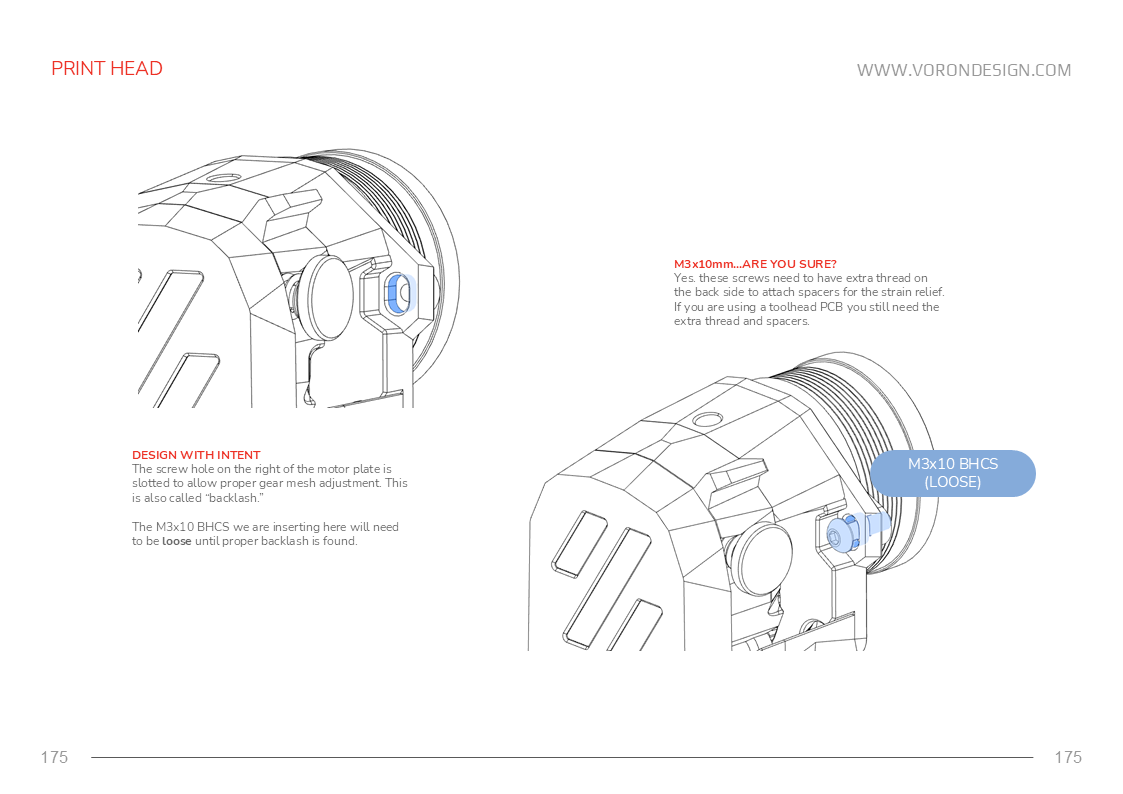 PRINT HEAD
WWW.VORONDESIGN.COM
M3x10mm...ARE YOU SURE?
Yes. these screws need to have extra thread on
the back side to attach spacers for the strain relief.
If you are using a toolhead PCB you still need the
extra thread and spacers.
DESIGN WITH INTENT
The screw hole on the right of the motor plate is
slotted to allow proper gear mesh adjustment. This
is also called “backlash.”
The M3x10 BHCS we are inserting here will need
to be loose until proper backlash is found.
M3x10 BHCS
(LOOSE)
175
175